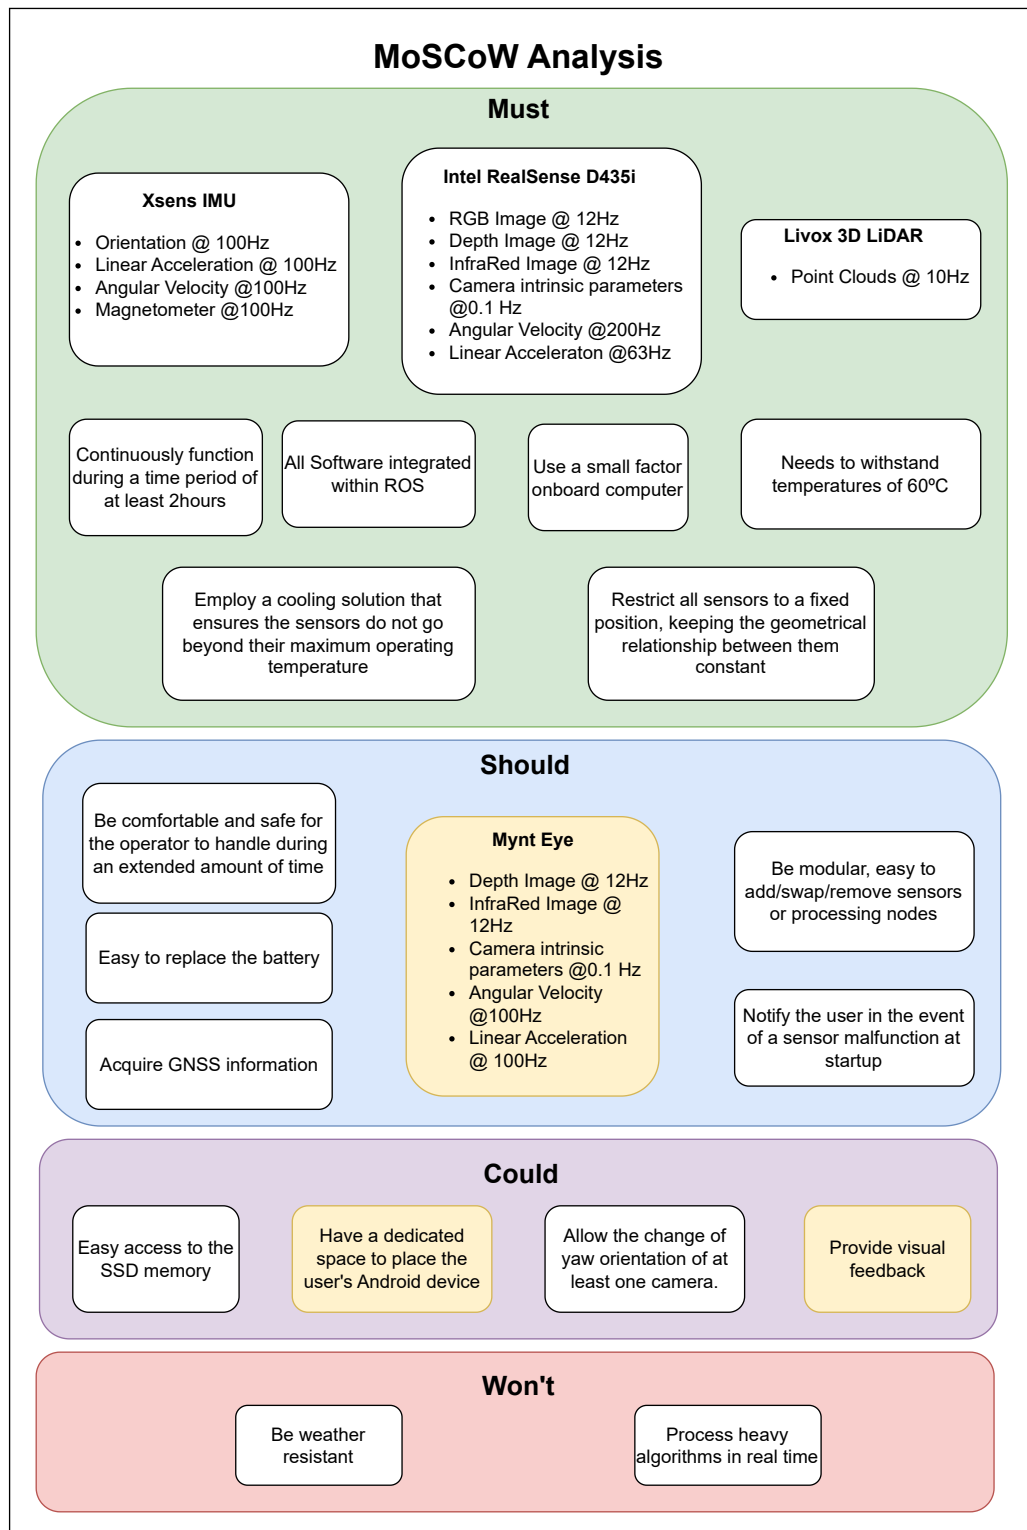 MoSCoW Analysis
Must
Xsens IMU
• Orientation @ 100Hz
• Linear Acceleration @ 100Hz
• Angular Velocity @100Hz
• Magnetometer @100Hz
Intel RealSense D435i
• RGB Image @ 12Hz
• Depth Image @ 12Hz
• InfraRed Image @ 12Hz
• Camera intrinsic parameters
@0.1 Hz
• Angular Velocity @200Hz
• Linear Acceleraton @63Hz
Livox 3D LiDAR
• Point Clouds @ 10Hz
Continuously function
during a time period of
at least 2hours
All Software integrated
within ROS
Use a small factor
onboard computer
Needs to withstand
temperatures of 60ºC
Employ a cooling solution that
ensures the sensors do not go
beyond their maximum operating
temperature
Restrict all sensors to a fixed
position, keeping the geometrical
relationship between them
constant
Should
Be comfortable and safe for
the operator to handle during
an extended amount of time
Easy to replace the battery
Acquire GNSS information
Mynt Eye
• Depth Image @ 12Hz
• InfraRed Image @
12Hz
• Camera intrinsic
parameters @0.1 Hz
• Angular Velocity
@100Hz
• Linear Acceleration
@ 100Hz
Be modular, easy to
add/swap/remove sensors
or processing nodes
Notify the user in the event
of a sensor malfunction at
startup
Could
Easy access to the
SSD memory
Have a dedicated
space to place the
user's Android device
Allow the change of
yaw orientation of at
least one camera.
Provide visual
feedback
Won't
Be weather
resistant
Process heavy
algorithms in real time